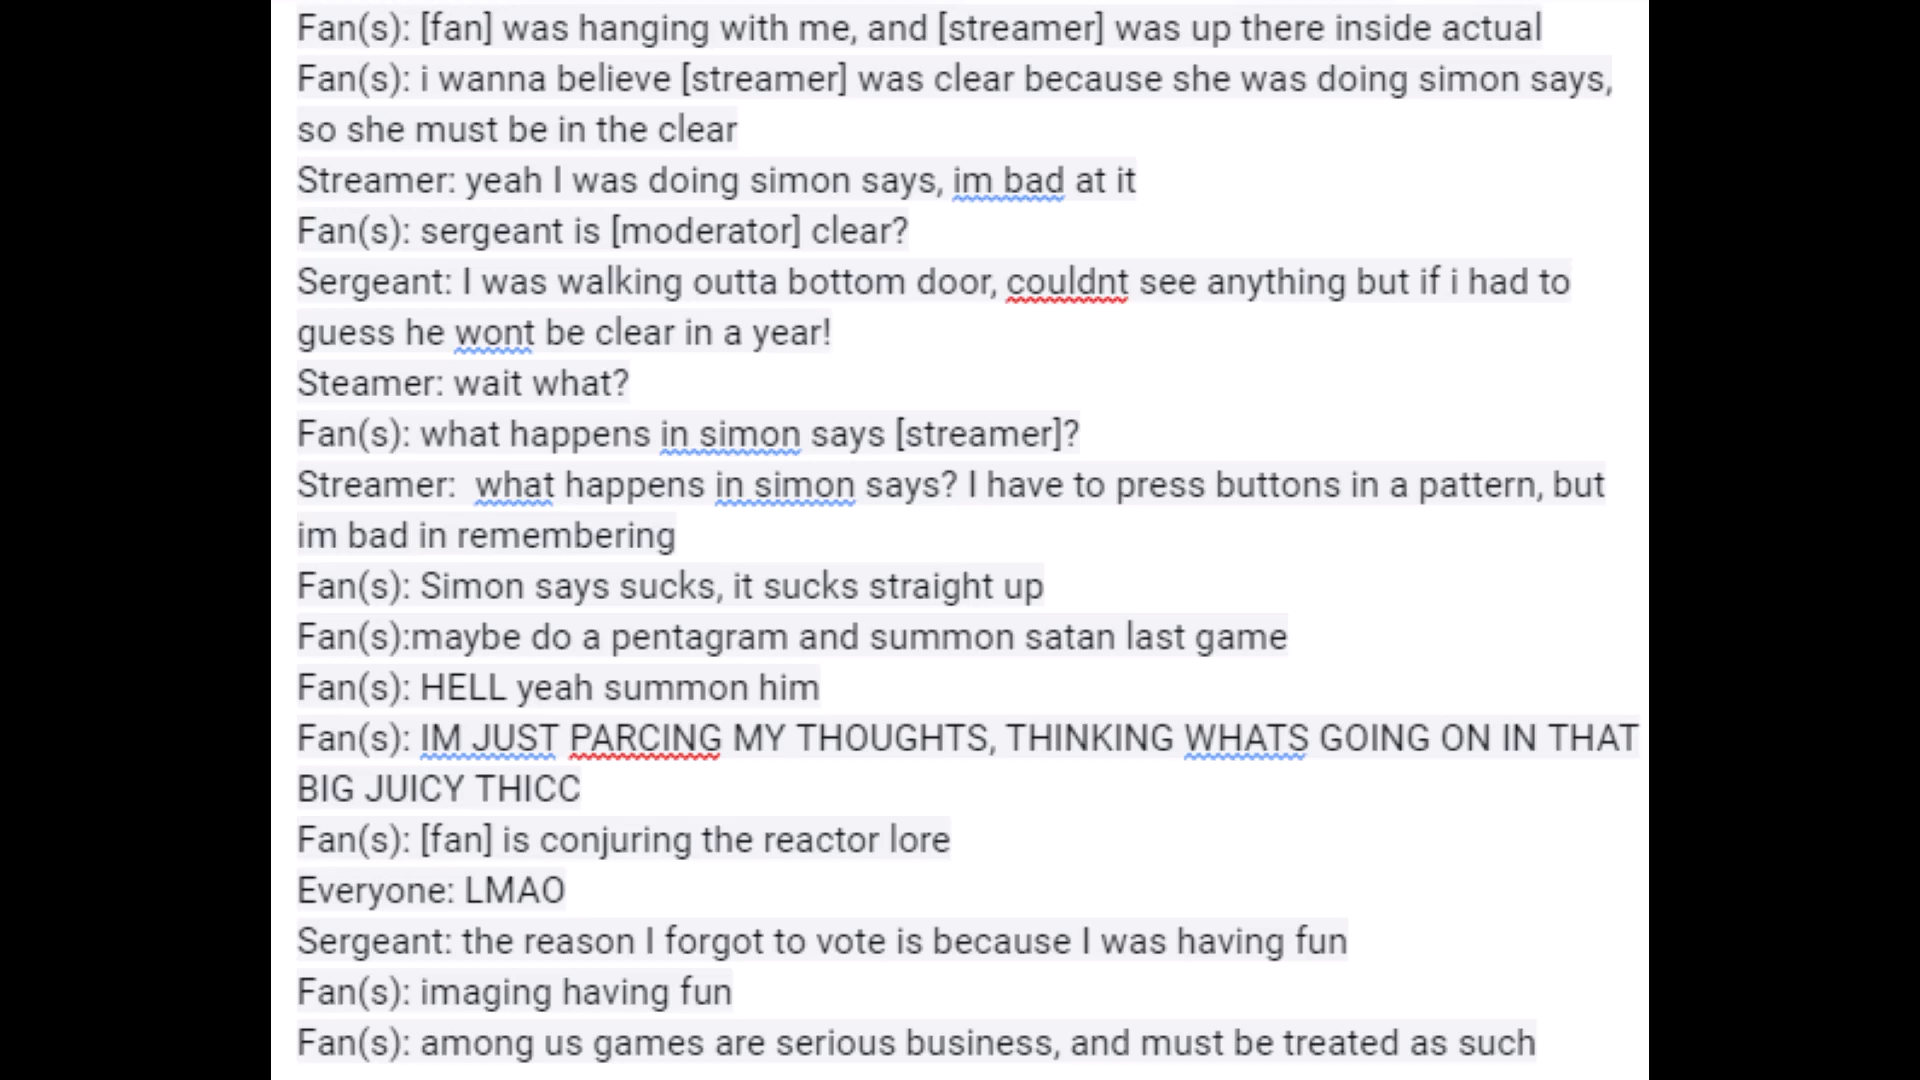 Fan(s): [fan] was hanging with me, and [streamer] was up there inside actual
Fan(s): i wanna believe [streamer] was clear because she was doing simon says,
so she must be in the clear
Streamer: yeah I was doing simon says, im bad at it
Fan(s): sergeant is [moderator] clear?
Sergeant: I was walking outta bottom door, couldnt see anything but if i had to
guess he wont be clear in a year!
Steamer: wait what?
Fan(s): what happens in simon says [streamer]?
Streamer:  what happens in simon says? I have to press buttons in a pattern, but
im bad in remembering
Fan(s): Simon says sucks, it sucks straight up
Fan(s):maybe do a pentagram and summon satan last game
Fan(s): HELL yeah summon him
Fan(s): IM JUST PARCING MY THOUGHTS, THINKING WHATS GOING ON IN THAT
BIG JUICY THICC
Fan(s): [fan] is conjuring the reactor lore
Everyone: LMAO
Sergeant: the reason I forgot to vote is because I was having fun
Fan(s): imaging having fun
Fan(s): among us games are serious business, and must be treated as such